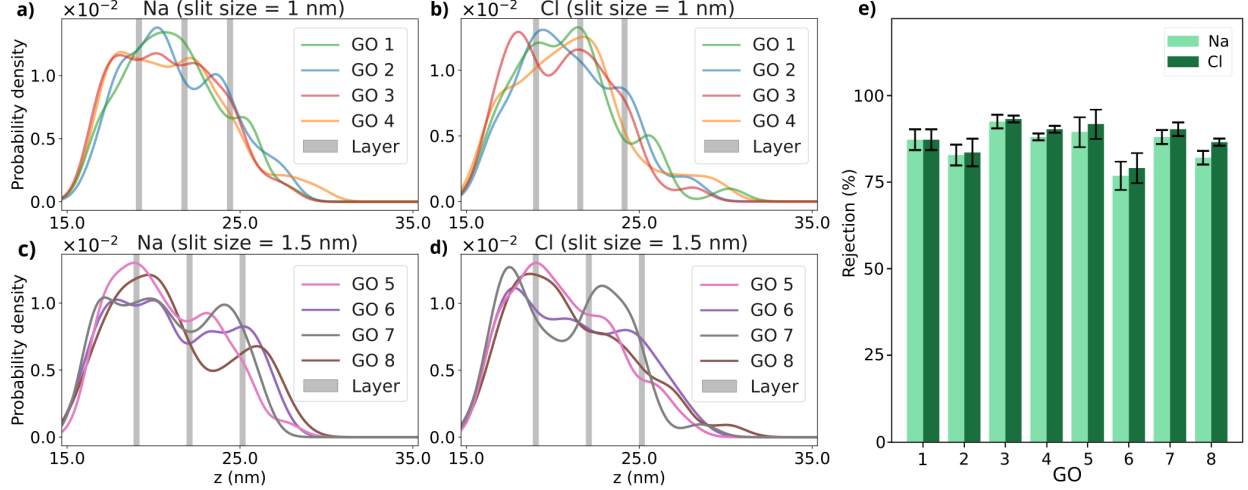 a)
×10⁻² Na (slit size = 1 nm)
Probability density
1.0
0.5
0.0
15.0 25.0 35.0
GO 1
GO 2
GO 3
GO 4
Layer
b)
×10⁻² Cl (slit size = 1 nm)
1.0
0.5
0.0
15.0 25.0 35.0
GO 1
GO 2
GO 3
GO 4
Layer
c)
×10⁻² Na (slit size = 1.5 nm)
Probability density
1.0
0.5
0.0
15.0 25.0 35.0
z (nm)
GO 5
GO 6
GO 7
GO 8
Layer
d)
×10⁻² Cl (slit size = 1.5 nm)
1.0
0.5
0.0
15.0 25.0 35.0
z (nm)
GO 5
GO 6
GO 7
GO 8
Layer
e)
Rejection (%)
100
75
50
25
0
1 2 3 4 5 6 7 8
GO
Na
Cl